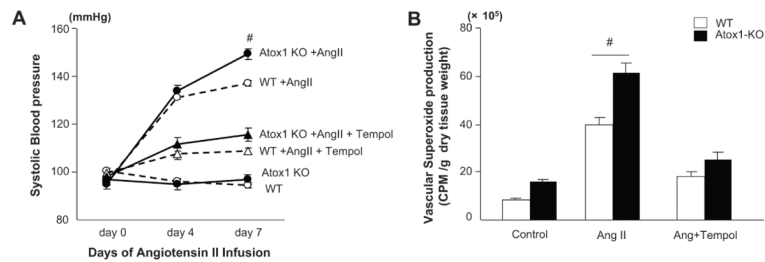 A
(mmHg)
160
140
120
100
80
Systolic Blood pressure
#
Atox1 KO +AngII
WT +AngII
Atox1 KO +AngII + Tempol
WT +AngII + Tempol
Atox1 KO
WT
day 0
day 4
day 7
Days of Angiotensin II Infusion
B
(× 10⁵)
80
60
40
20
0
Vascular Superoxide production
(CPM /g dry tissue weight)
WT
Atox1-KO
#
Control
Ang II
Ang+Tempol